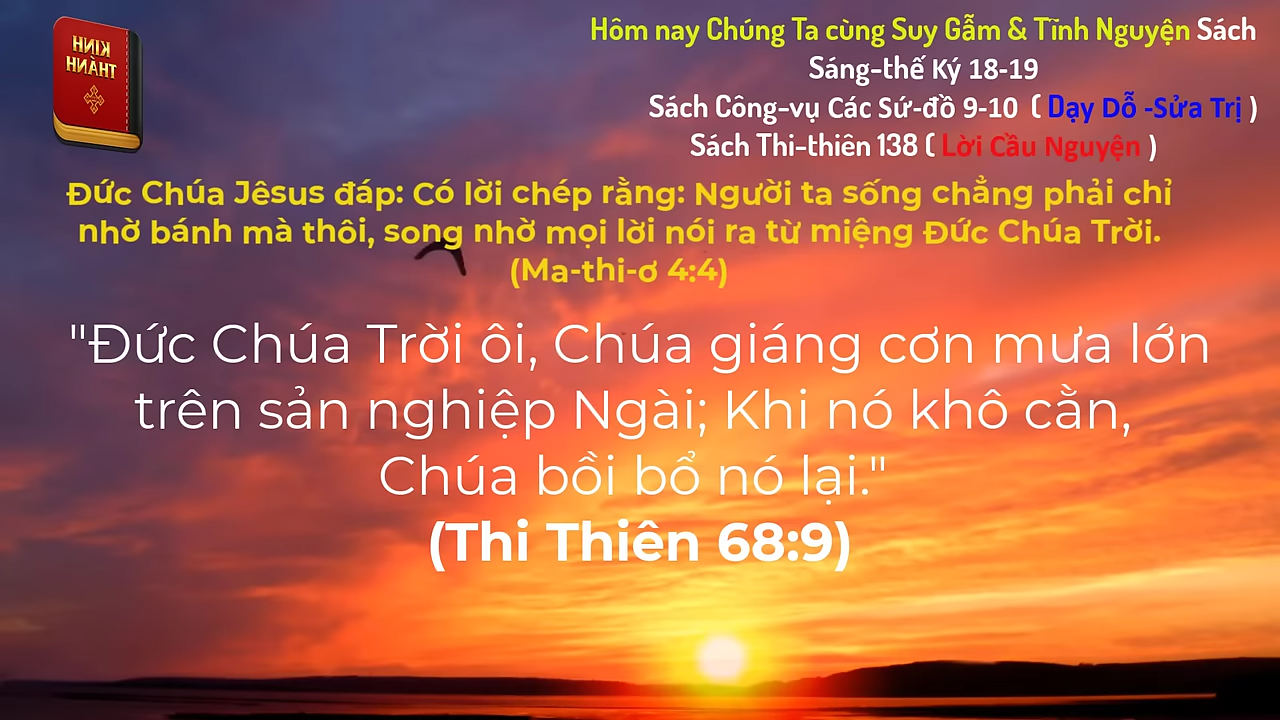 KINH
THÁNH
Hôm nay Chúng Ta cùng Suy Gẫm & Tĩnh Nguyện Sách
Sáng-thế Ký 18-19
Sách Công-vụ Các Sứ-đồ 9-10 ( Dạy Dỗ -Sửa Trị )
Sách Thi-thiên 138 ( Lời Cầu Nguyện )
Đức Chúa Jêsus đáp: Có lời chép rằng: Người ta sống chẳng phải chỉ
nhờ bánh mà thôi, song nhờ mọi lời nói ra từ miệng Đức Chúa Trời.
(Ma-thi-ơ 4:4)
"Đức Chúa Trời ôi, Chúa giáng cơn mưa lớn
trên sản nghiệp Ngài; Khi nó khô cằn,
Chúa bồi bổ nó lại."
(Thi Thiên 68:9)